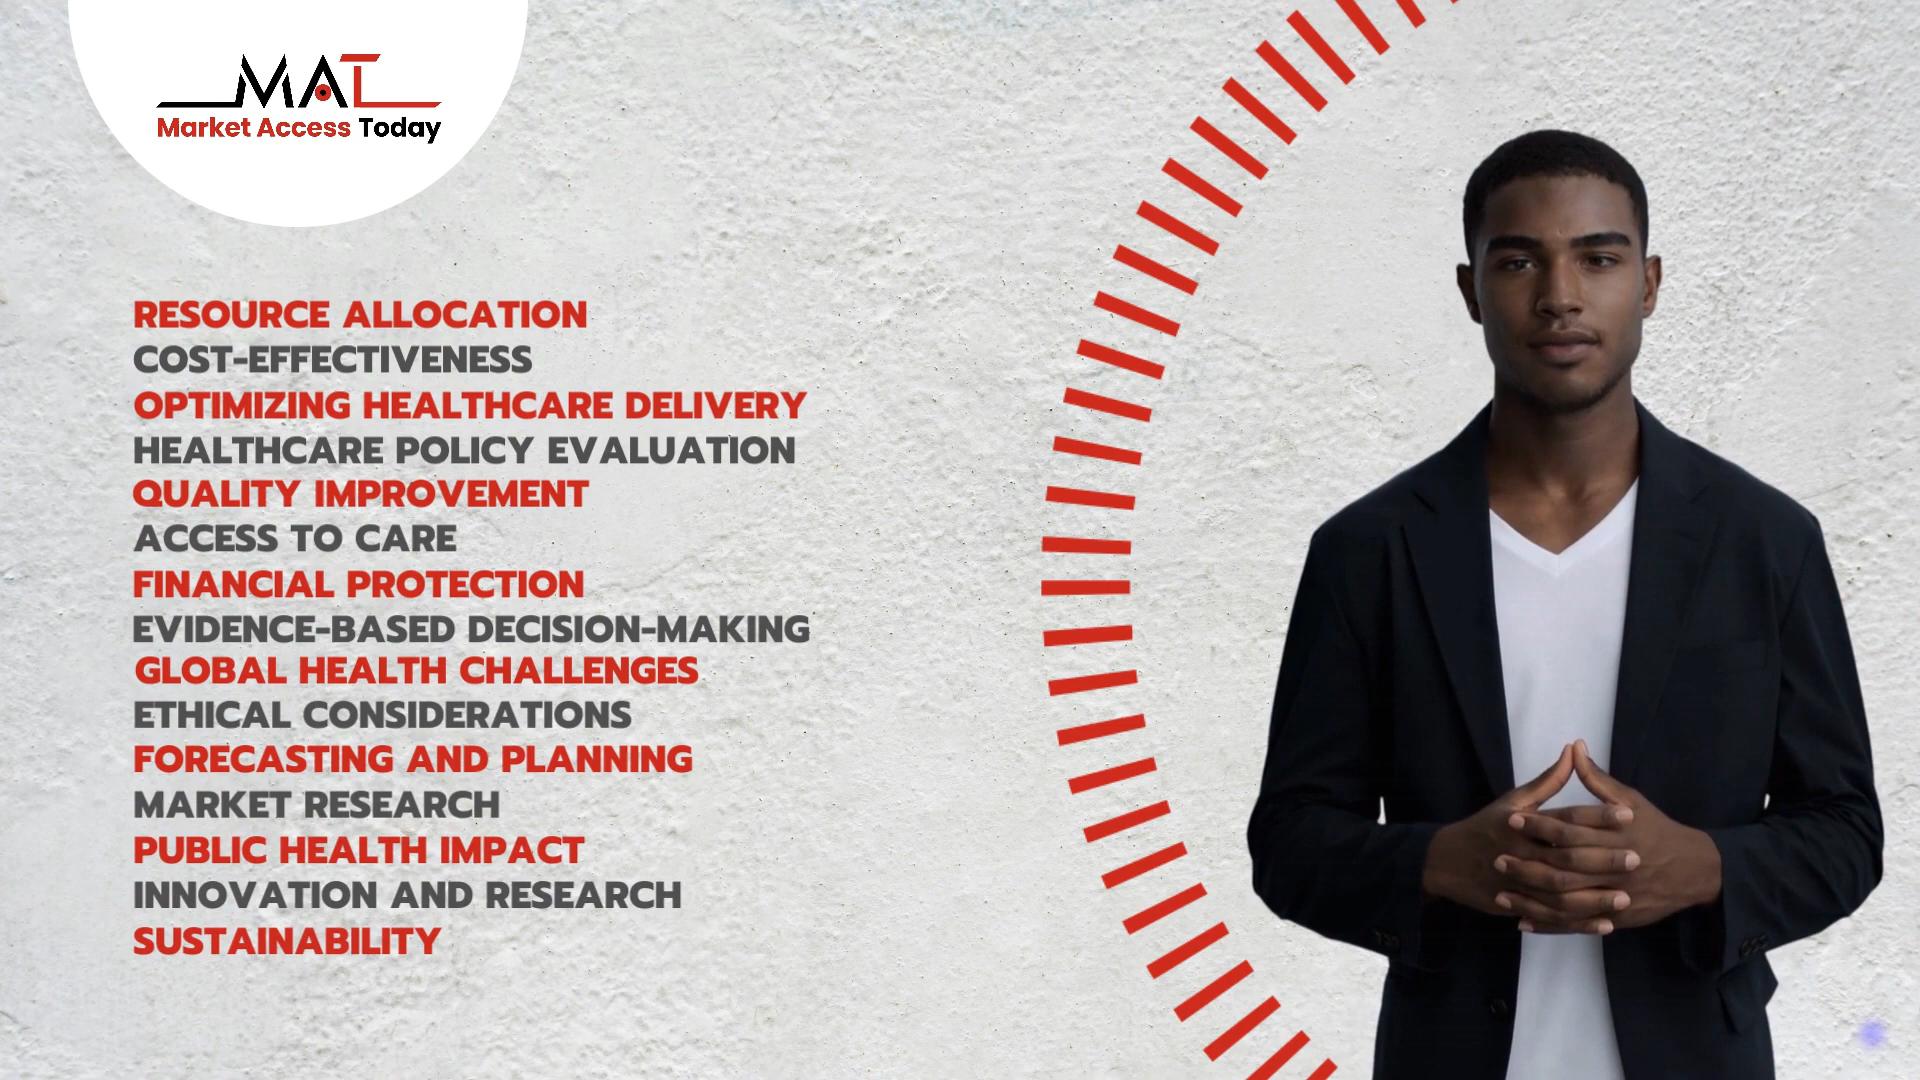 MAT
Market Access Today
RESOURCE ALLOCATION
COST-EFFECTIVENESS
OPTIMIZING HEALTHCARE DELIVERY
HEALTHCARE POLICY EVALUATION
QUALITY IMPROVEMENT
ACCESS TO CARE
FINANCIAL PROTECTION
EVIDENCE-BASED DECISION-MAKING
GLOBAL HEALTH CHALLENGES
ETHICAL CONSIDERATIONS
FORECASTING AND PLANNING
MARKET RESEARCH
PUBLIC HEALTH IMPACT
INNOVATION AND RESEARCH
SUSTAINABILITY